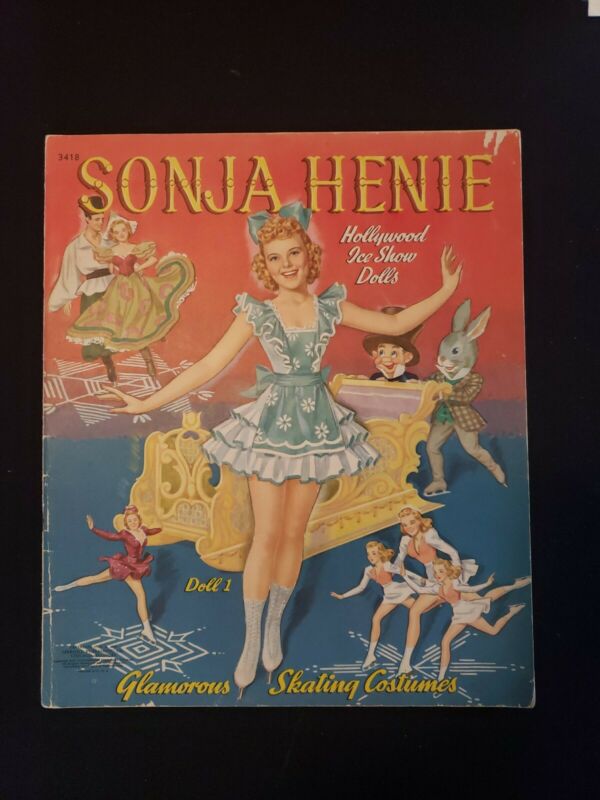 3418
SONJA HENIE
Hollywood
Ice Show
Dolls
Doll 1
Glamorous Skating Costumes